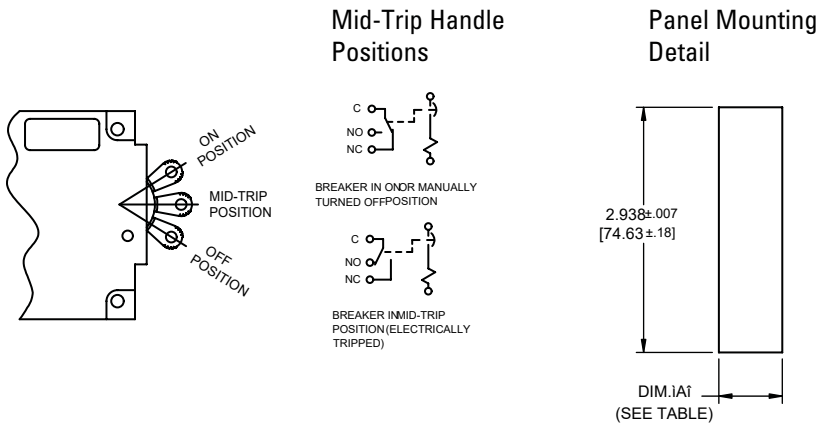 Mid-Trip Handle
Positions
Panel Mounting
Detail
ON
POSITION
MID-TRIP
POSITION
OFF
POSITION
C
NO
NC
BREAKER IN ONOR MANUALLY
TURNED OFFPOSITION
C
NO
NC
BREAKER INMID-TRIP
POSITION(ELECTRICALLY
TRIPPED)
2.938±.007
[74.63±.18]
DIM.ìAî
(SEE TABLE)